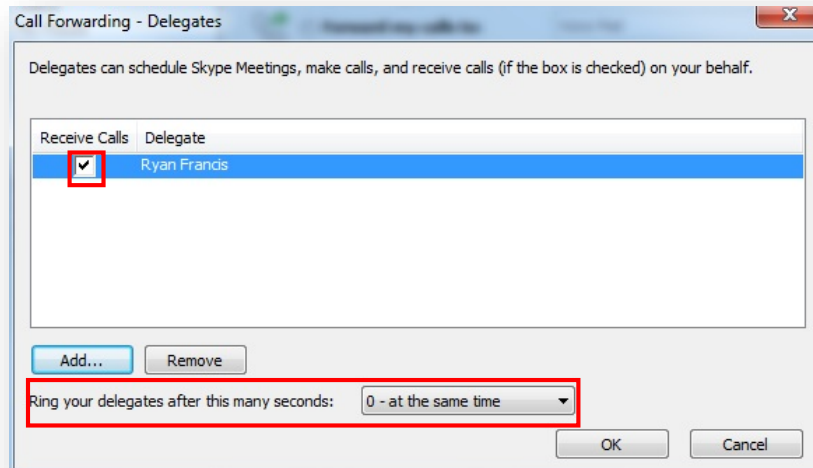 Call Forwarding - Delegates
Delegates can schedule Skype Meetings, make calls, and receive calls (if the box is checked) on your behalf.
Receive Calls Delegate
Ryan Francis
Add... Remove
Ring your delegates after this many seconds: 0 - at the same time
OK Cancel